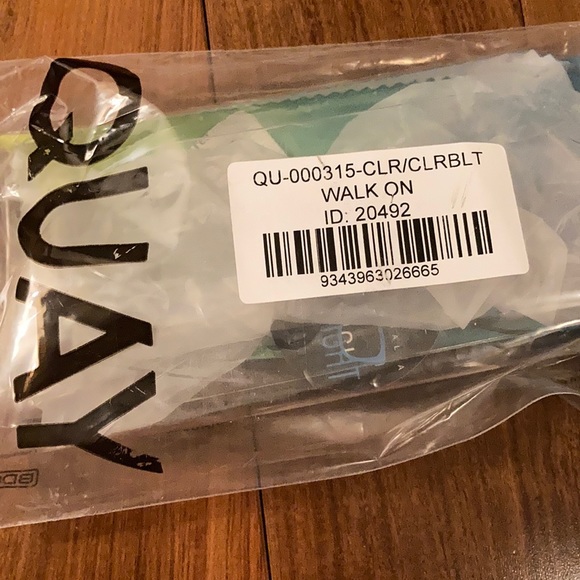 QUAY
QU-000315-CLR/CLRBLT
WALK ON
ID: 20492
9343963026665